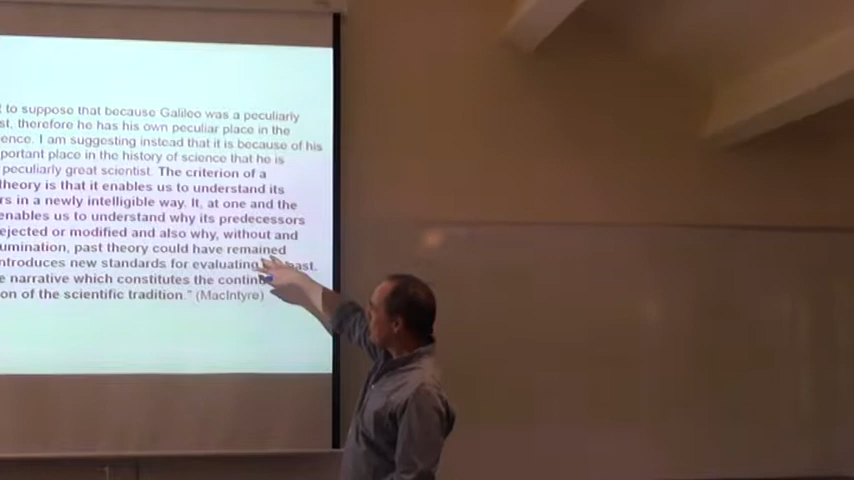 to suppose that because Galileo was a peculiarly
st, therefore he has his own peculiar place in the
ence. I am suggesting instead that it is because of his
portant place in the history of science that he is
peculiarly great scientist. The criterion of a
theory is that it enables us to understand its
rs in a newly intelligible way. It, at one and the
enables us to understand why its predecessors
ejected or modified and also why, without and
umination, past theory could have remained
ntroduces new standards for evaluating past.
e narrative which constitutes the contin
on of the scientific tradition." (MacIntyre)